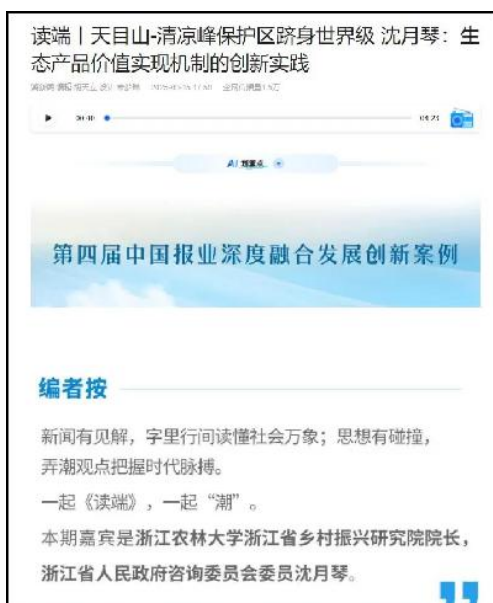 读端丨天目山-清凉峰保护区跻身世界级 沈月琴：生
态产品价值实现机制的创新实践
AI 划重点
第四届中国报业深度融合发展创新案例
编者按
新闻有见解，字里行间读懂社会万象；思想有碰撞，
弄潮观点把握时代脉搏。
一起《读端》，一起“潮”。
本期嘉宾是浙江农林大学浙江省乡村振兴研究院院长，
浙江省人民政府咨询委员会委员沈月琴。